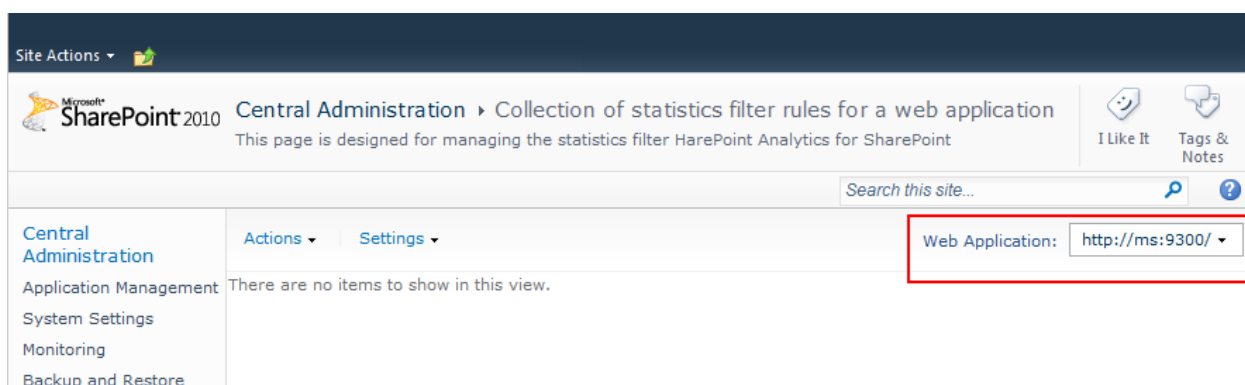 Site Actions
Microsoft®
SharePoint 2010
Central Administration ▸ Collection of statistics filter rules for a web application
This page is designed for managing the statistics filter HarePoint Analytics for SharePoint
I Like It
Tags &
Notes
Search this site...
Central
Administration
Application Management
System Settings
Monitoring
Backup and Restore
Actions
Settings
Web Application:
http://ms:9300/
There are no items to show in this view.